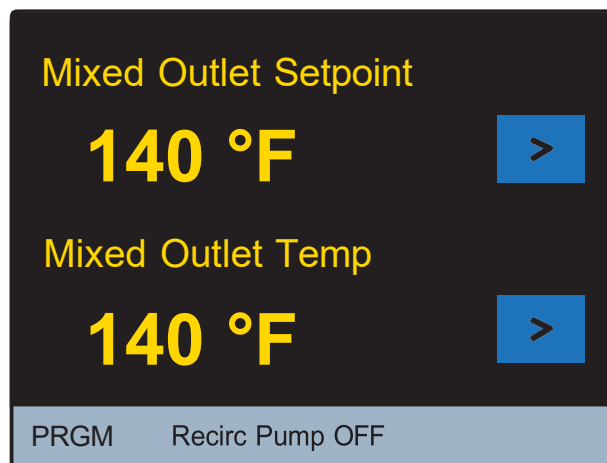 Mixed Outlet Setpoint
140 °F
>
Mixed Outlet Temp
140 °F
>
PRGM Recirc Pump OFF